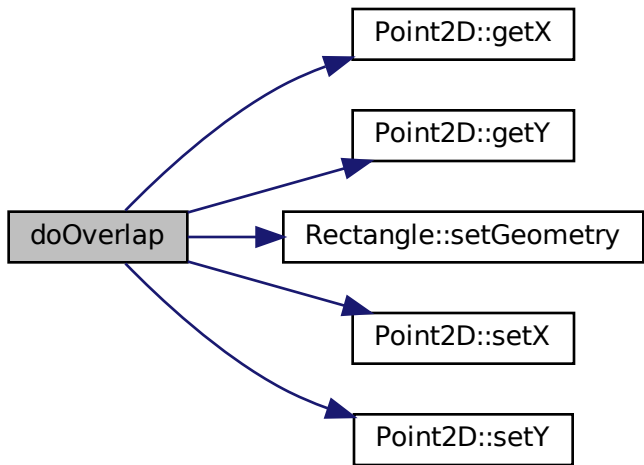 Point2D::getX
Point2D::getY
doOverlap
Rectangle::setGeometry
Point2D::setX
Point2D::setY